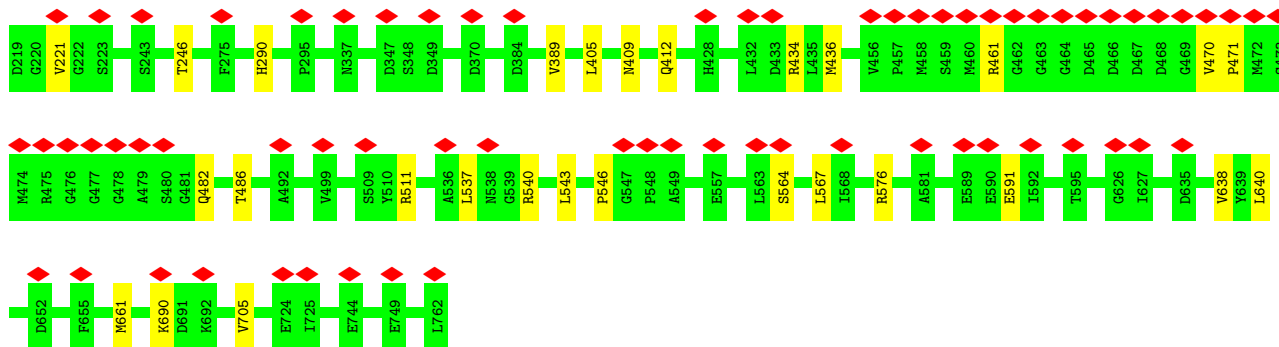 D219 G220 V221 G222 S223 S243 T246 F275 H290 P295 N337 D347 S348 D349 D370 D384 V389 L405 N409 Q412 H428 L432 D433 R434 L435 M436 V456 P457 M458 S459 M460 R461 G462 G463 G464 D465 D466 D467 D468 G469 V470 P471 M472
M474 R475 G476 G477 G478 A479 S480 G481 Q482 T486 A492 V499 S509 Y510 R511 A536 L537 N538 G539 R540 L543 P546 G547 P548 A549 E557 L563 S564 L567 I568 R576 A581 E589 E590 E591 I592 T595 G626 I627 D635 V638 Y639 L640
D652 F655 M661 K690 D691 K692 V705 E724 I725 E744 E749 L762